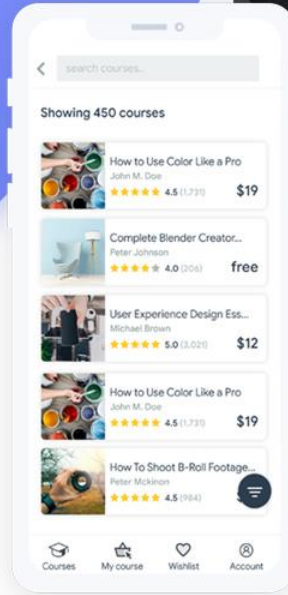 search courses..
Showing 450 courses
How to Use Color Like a Pro
John M. Doe
4.5 (1,731)
$19
Complete Blender Creator...
Peter Johnson
4.0 (206)
free
User Experience Design Ess...
Michael Brown
5.0 (3,021)
$12
How to Use Color Like a Pro
John M. Doe
4.5 (1,731)
$19
How To Shoot B-Roll Footage...
Peter Mckinon
4.5 (984)
Courses
My course
Wishlist
Account